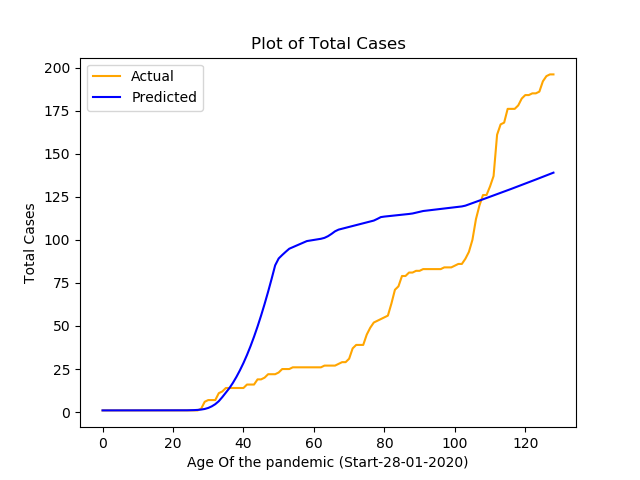 Plot of Total Cases
Actual
Predicted
200
175
150
125
100
75
50
25
0
Total Cases
0 20 40 60 80 100 120
Age Of the pandemic (Start-28-01-2020)